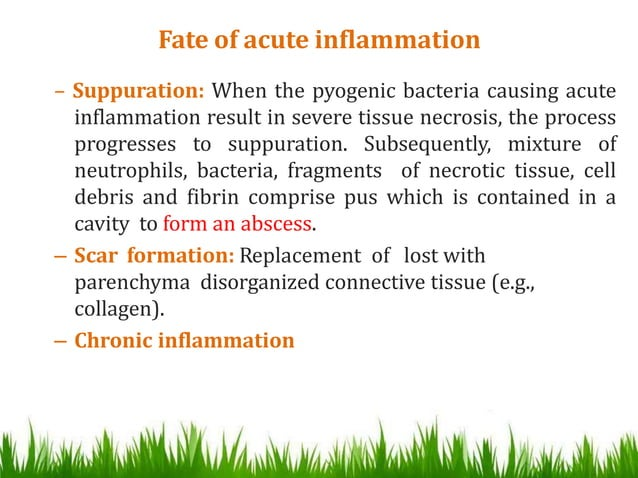 Fate of acute inflammation
– Suppuration: When the pyogenic bacteria causing acute
inflammation result in severe tissue necrosis, the process
progresses to suppuration. Subsequently, mixture of
neutrophils, bacteria, fragments of necrotic tissue, cell
debris and fibrin comprise pus which is contained in a
cavity to form an abscess.
– Scar formation: Replacement of lost with
parenchyma disorganized connective tissue (e.g.,
collagen).
– Chronic inflammation